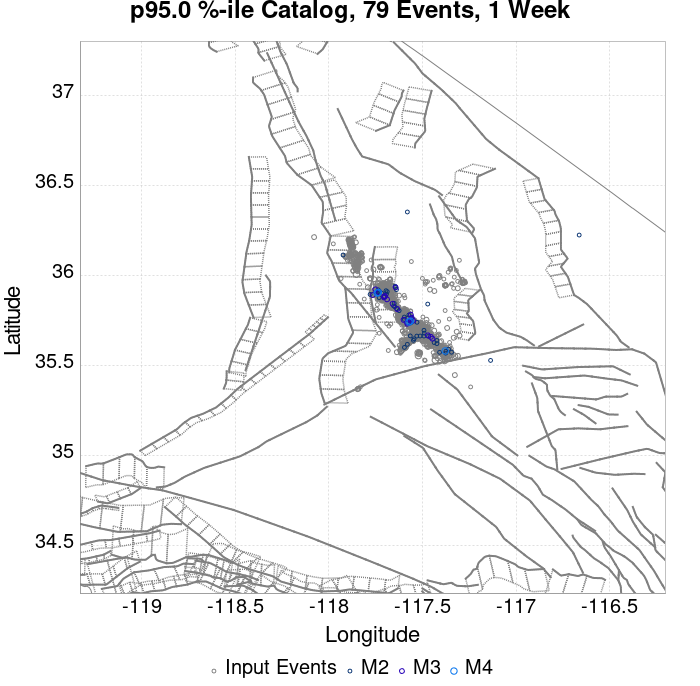 p95.0 %-ile Catalog, 79 Events, 1 Week
37
36.5
36
35.5
35
34.5
Latitude
-119
-118.5
-118
-117.5
-117
-116.5
Longitude
Input Events
M2
M3
M4